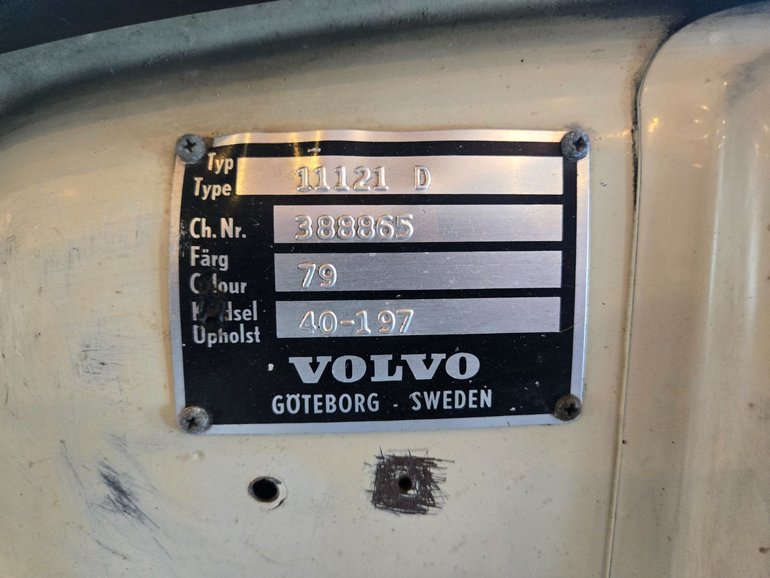 Typ
Type 11121 D
Ch.Nr. 388865
Färg
Colour 79
Upholst 40-197
VOLVO
GÖTEBORG - SWEDEN